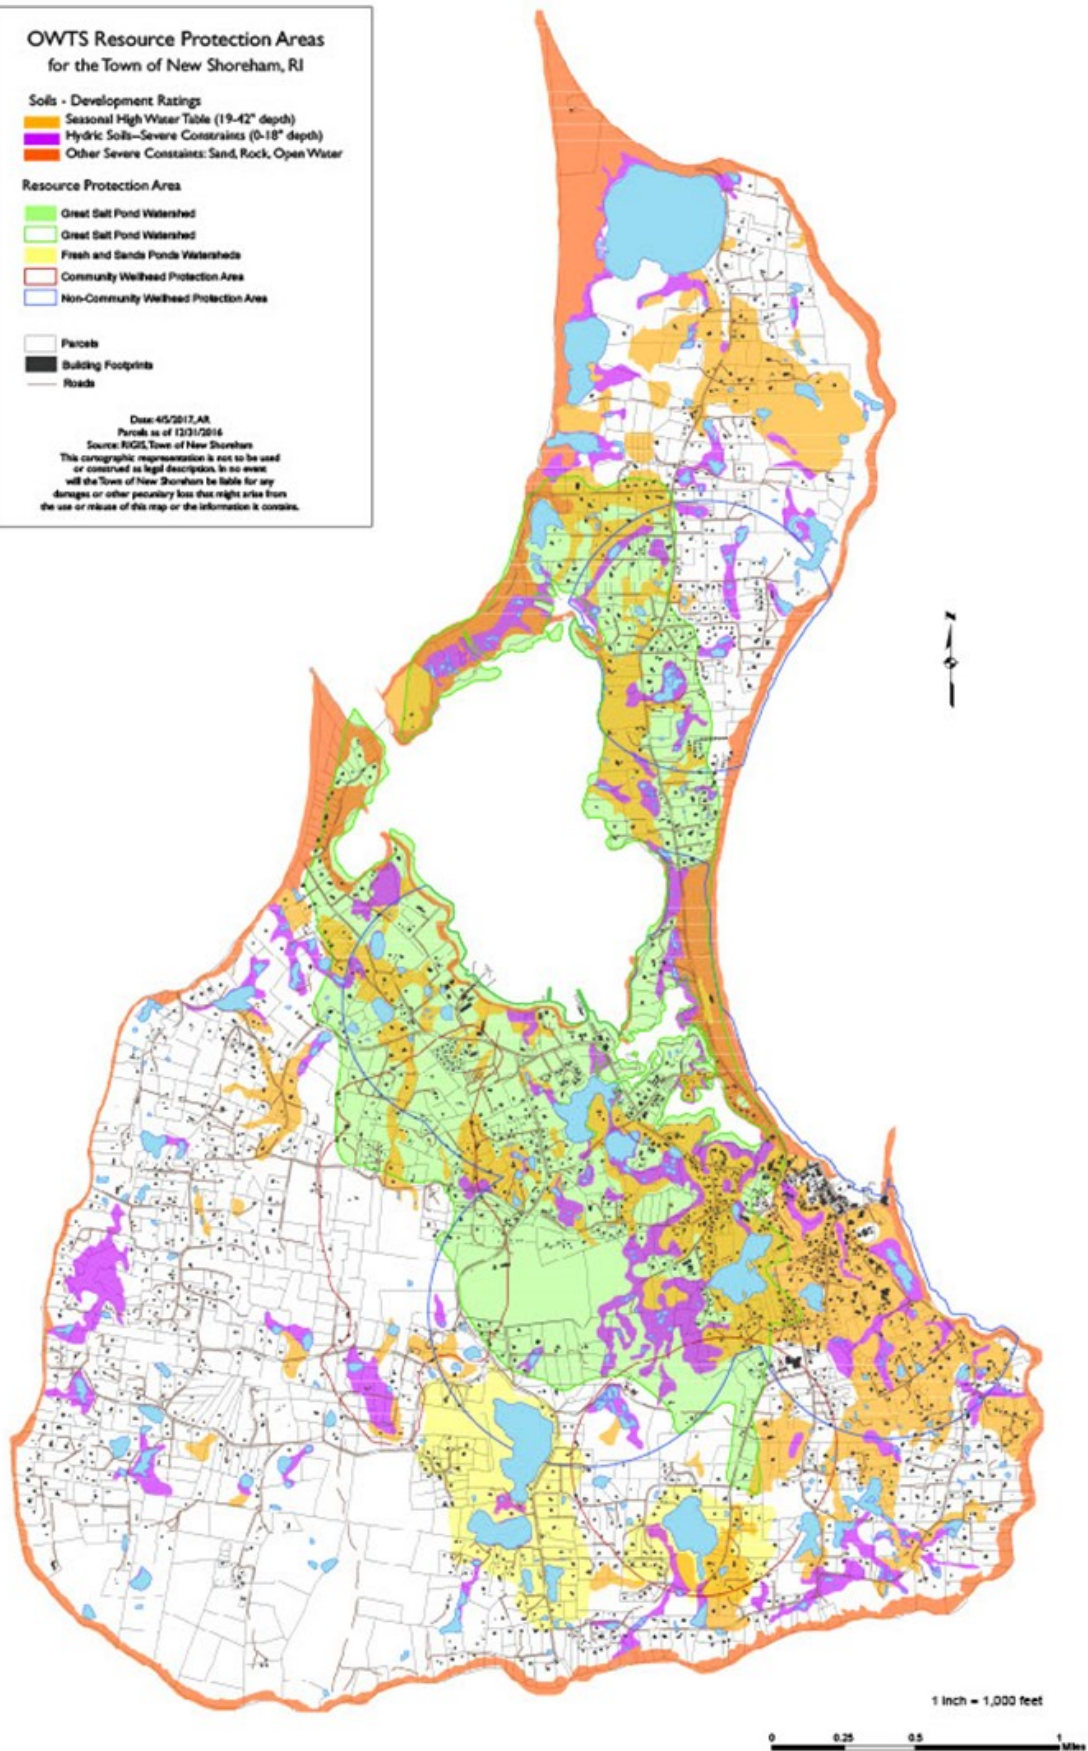 OWTS Resource Protection Areas
for the Town of New Shoreham, RI
Soils - Development Ratings
Seasonal High Water Table (19-42" depth)
Hydric Soils--Severe Constraints (0-18" depth)
Other Severe Constaints: Sand, Rock, Open Water
Resource Protection Area
Great Salt Pond Watershed
Great Salt Pond Watershed
Fresh and Sands Ponds Watersheds
Community Wellhead Protection Area
Non-Community Wellhead Protection Area
Parcels
Building Footprints
Roads
Date: 4/5/2017, AR
Parcels as of 12/31/2016
Source: RIGIS, Town of New Shoreham
This cartographic respresentation is not to be used
or construed as legal description. In no event
will the Town of New Shoreham be liable for any
damages or other pecuniary loss that might arise from
the use or misuse of this map or the information it contains.
N
1 inch = 1,000 feet
0 0.25 0.5 1
Miles